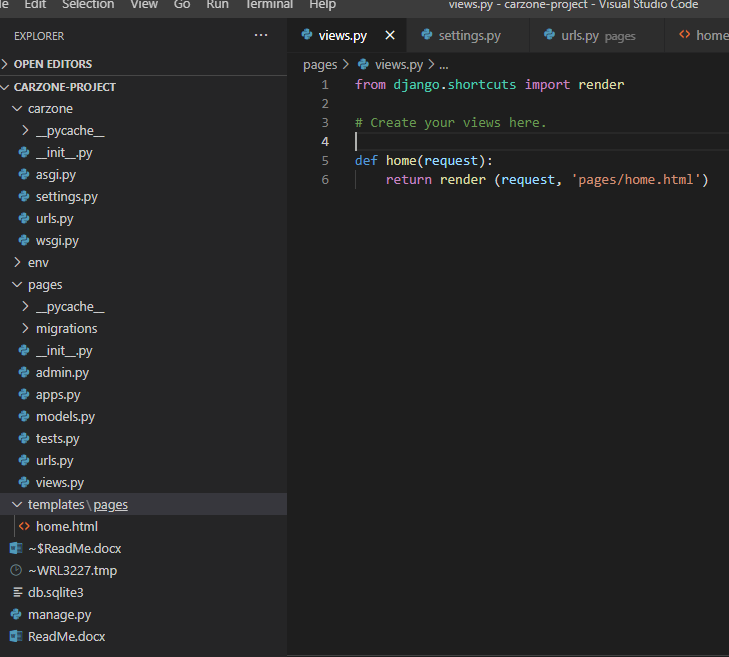 le Edit Selection View Go Run Terminal Help views.py - carzone-project - Visual Studio Code
EXPLORER ...
OPEN EDITORS
CARZONE-PROJECT
carzone
__pycache__
__init__.py
asgi.py
settings.py
urls.py
wsgi.py
env
pages
__pycache__
migrations
__init__.py
admin.py
apps.py
models.py
tests.py
urls.py
views.py
templates\pages
home.html
~$ReadMe.docx
~WRL3227.tmp
db.sqlite3
manage.py
ReadMe.docx
views.py settings.py urls.py pages home
pages > views.py > ...
1 from django.shortcuts import render
2
3 # Create your views here.
4
5 def home(request):
6 return render (request, 'pages/home.html')